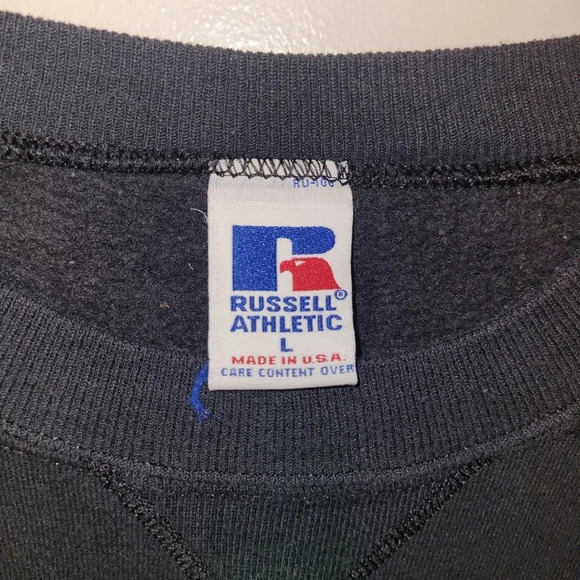 RUSSELL ®
ATHLETIC
L
MADE IN U.S.A.
CARE CONTENT OVER